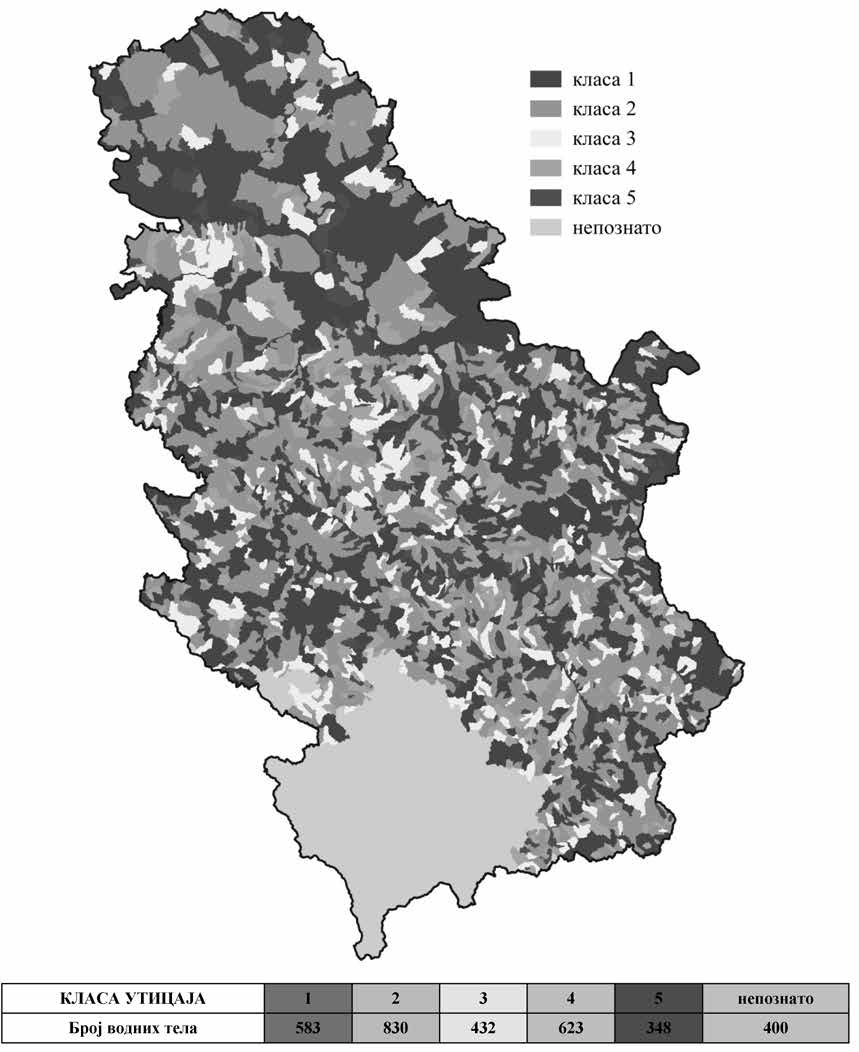 класа 1
класа 2
класа 3
класа 4
класа 5
непознато
КЛАСА УТИЦАЈА 1 2 3 4 5 непознато
Број водних тела 583 830 432 623 348 400